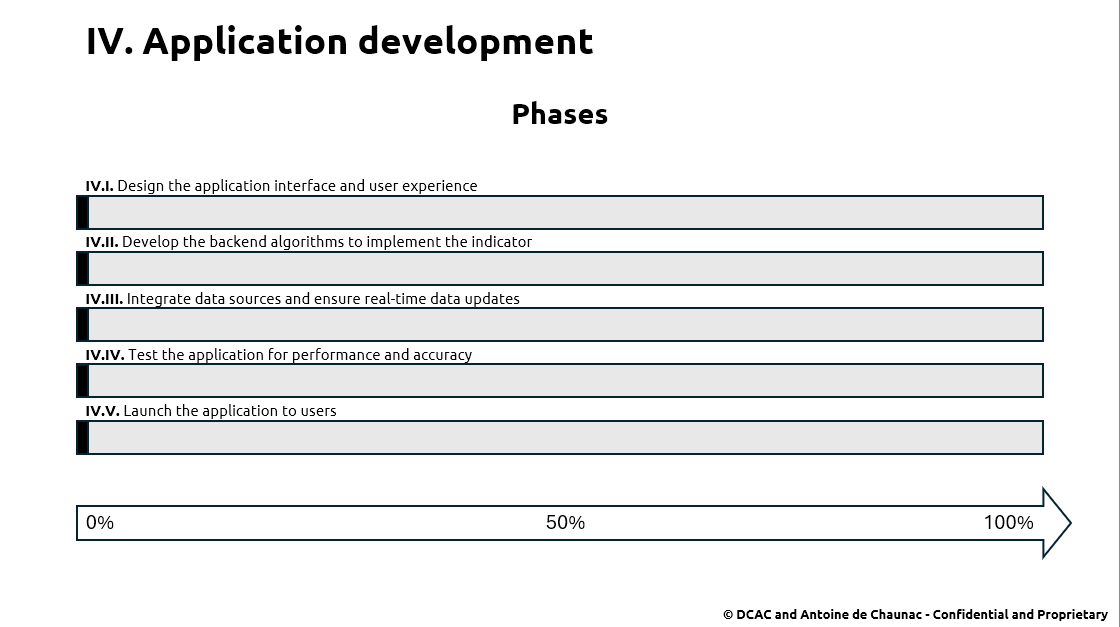 IV. Application development
Phases
IV.I. Design the application interface and user experience
IV.II. Develop the backend algorithms to implement the indicator
IV.III. Integrate data sources and ensure real-time data updates
IV.IV. Test the application for performance and accuracy
IV.V. Launch the application to users
0% 50% 100%
© DCAC and Antoine de Chaunac - Confidential and Proprietary